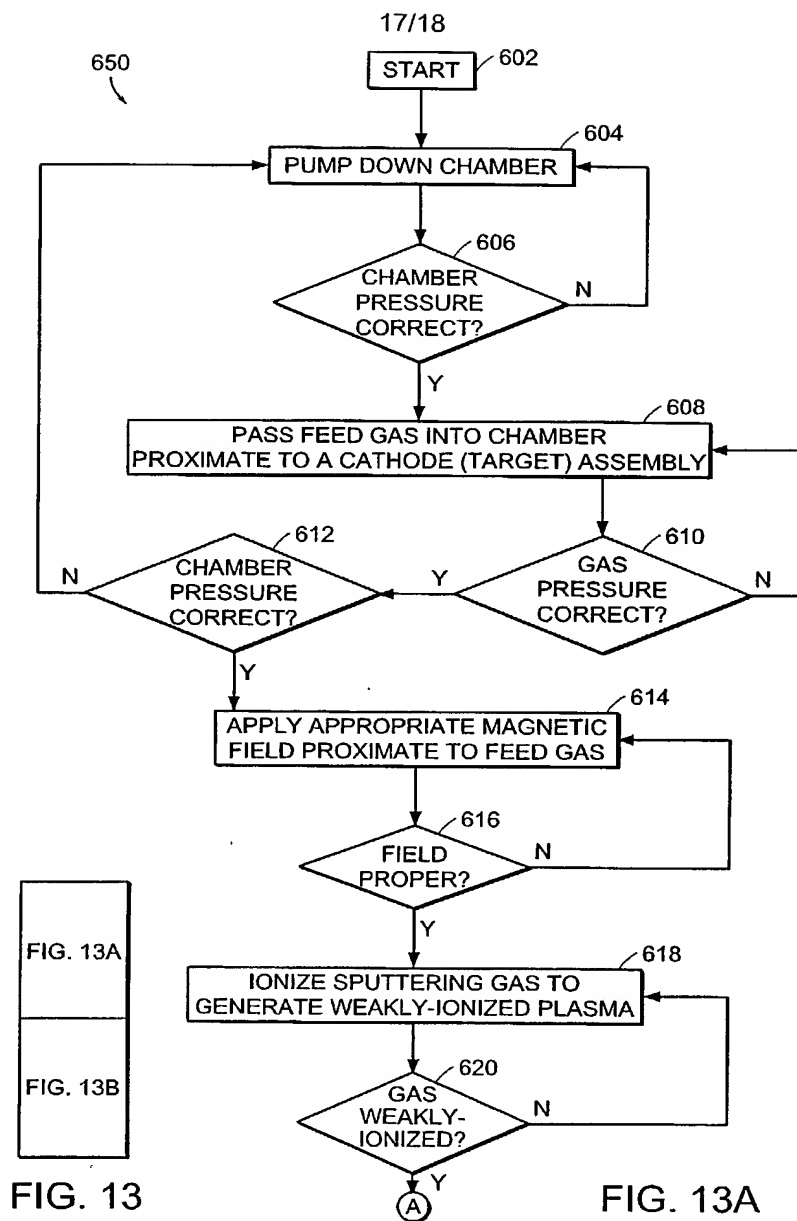 17/18
650
START
602
PUMP DOWN CHAMBER
604
CHAMBER
PRESSURE
CORRECT?
606
N
Y
PASS FEED GAS INTO CHAMBER
PROXIMATE TO A CATHODE (TARGET) ASSEMBLY
608
GAS
PRESSURE
CORRECT?
610
N
Y
CHAMBER
PRESSURE
CORRECT?
612
N
Y
APPLY APPROPRIATE MAGNETIC
FIELD PROXIMATE TO FEED GAS
614
FIELD
PROPER?
616
N
Y
IONIZE SPUTTERING GAS TO
GENERATE WEAKLY-IONIZED PLASMA
618
GAS
WEAKLY-
IONIZED?
620
N
Y
A
FIG. 13A
FIG. 13B
FIG. 13
FIG. 13A